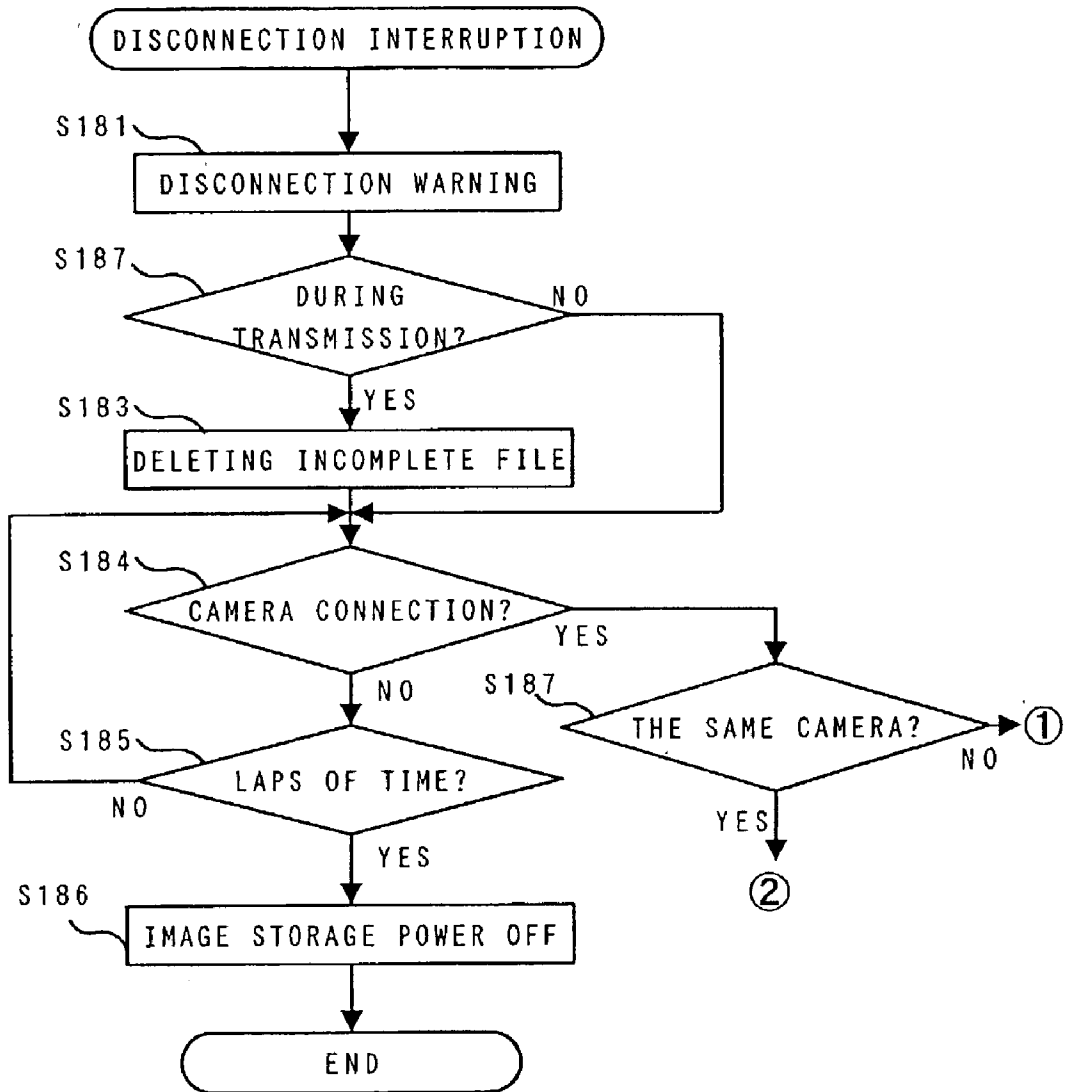 DISCONNECTION INTERRUPTION
S181
DISCONNECTION WARNING
S187
DURING
TRANSMISSION?
NO
YES
S183
DELETING INCOMPLETE FILE
S184
CAMERA CONNECTION?
YES
NO
S187
THE SAME CAMERA?
①
NO
YES
②
S185
LAPS OF TIME?
NO
YES
S186
IMAGE STORAGE POWER OFF
END